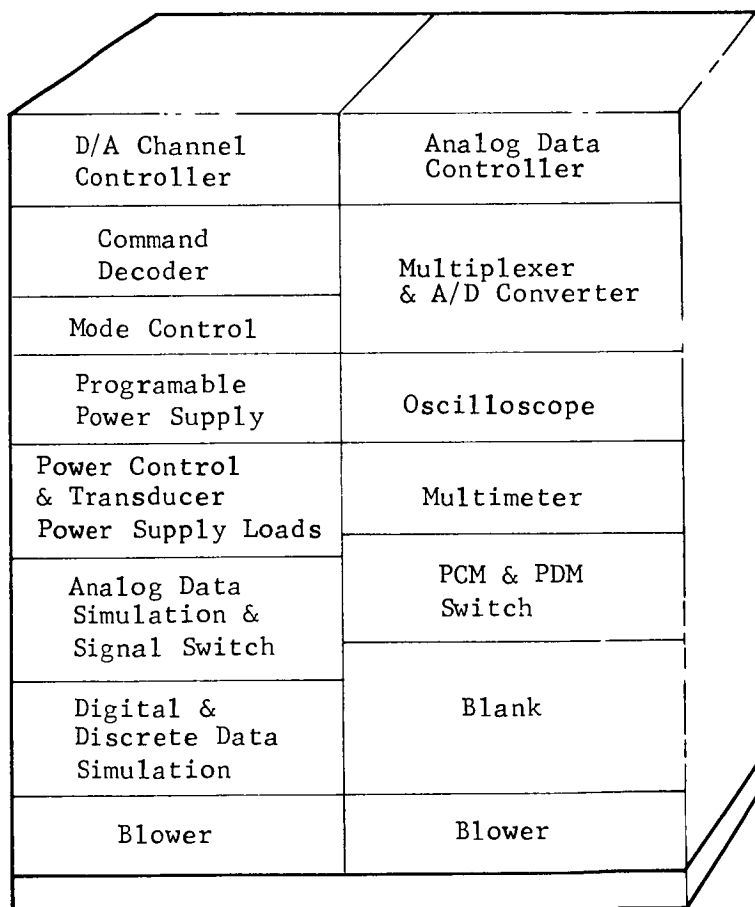 D/A Channel
Controller
Command
Decoder
Mode Control
Programable
Power Supply
Power Control
& Transducer
Power Supply Loads
Analog Data
Simulation &
Signal Switch
Digital &
Discrete Data
Simulation
Blower
Analog Data
Controller
Multiplexer
& A/D Converter
Oscilloscope
Multimeter
PCM & PDM
Switch
Blank
Blower